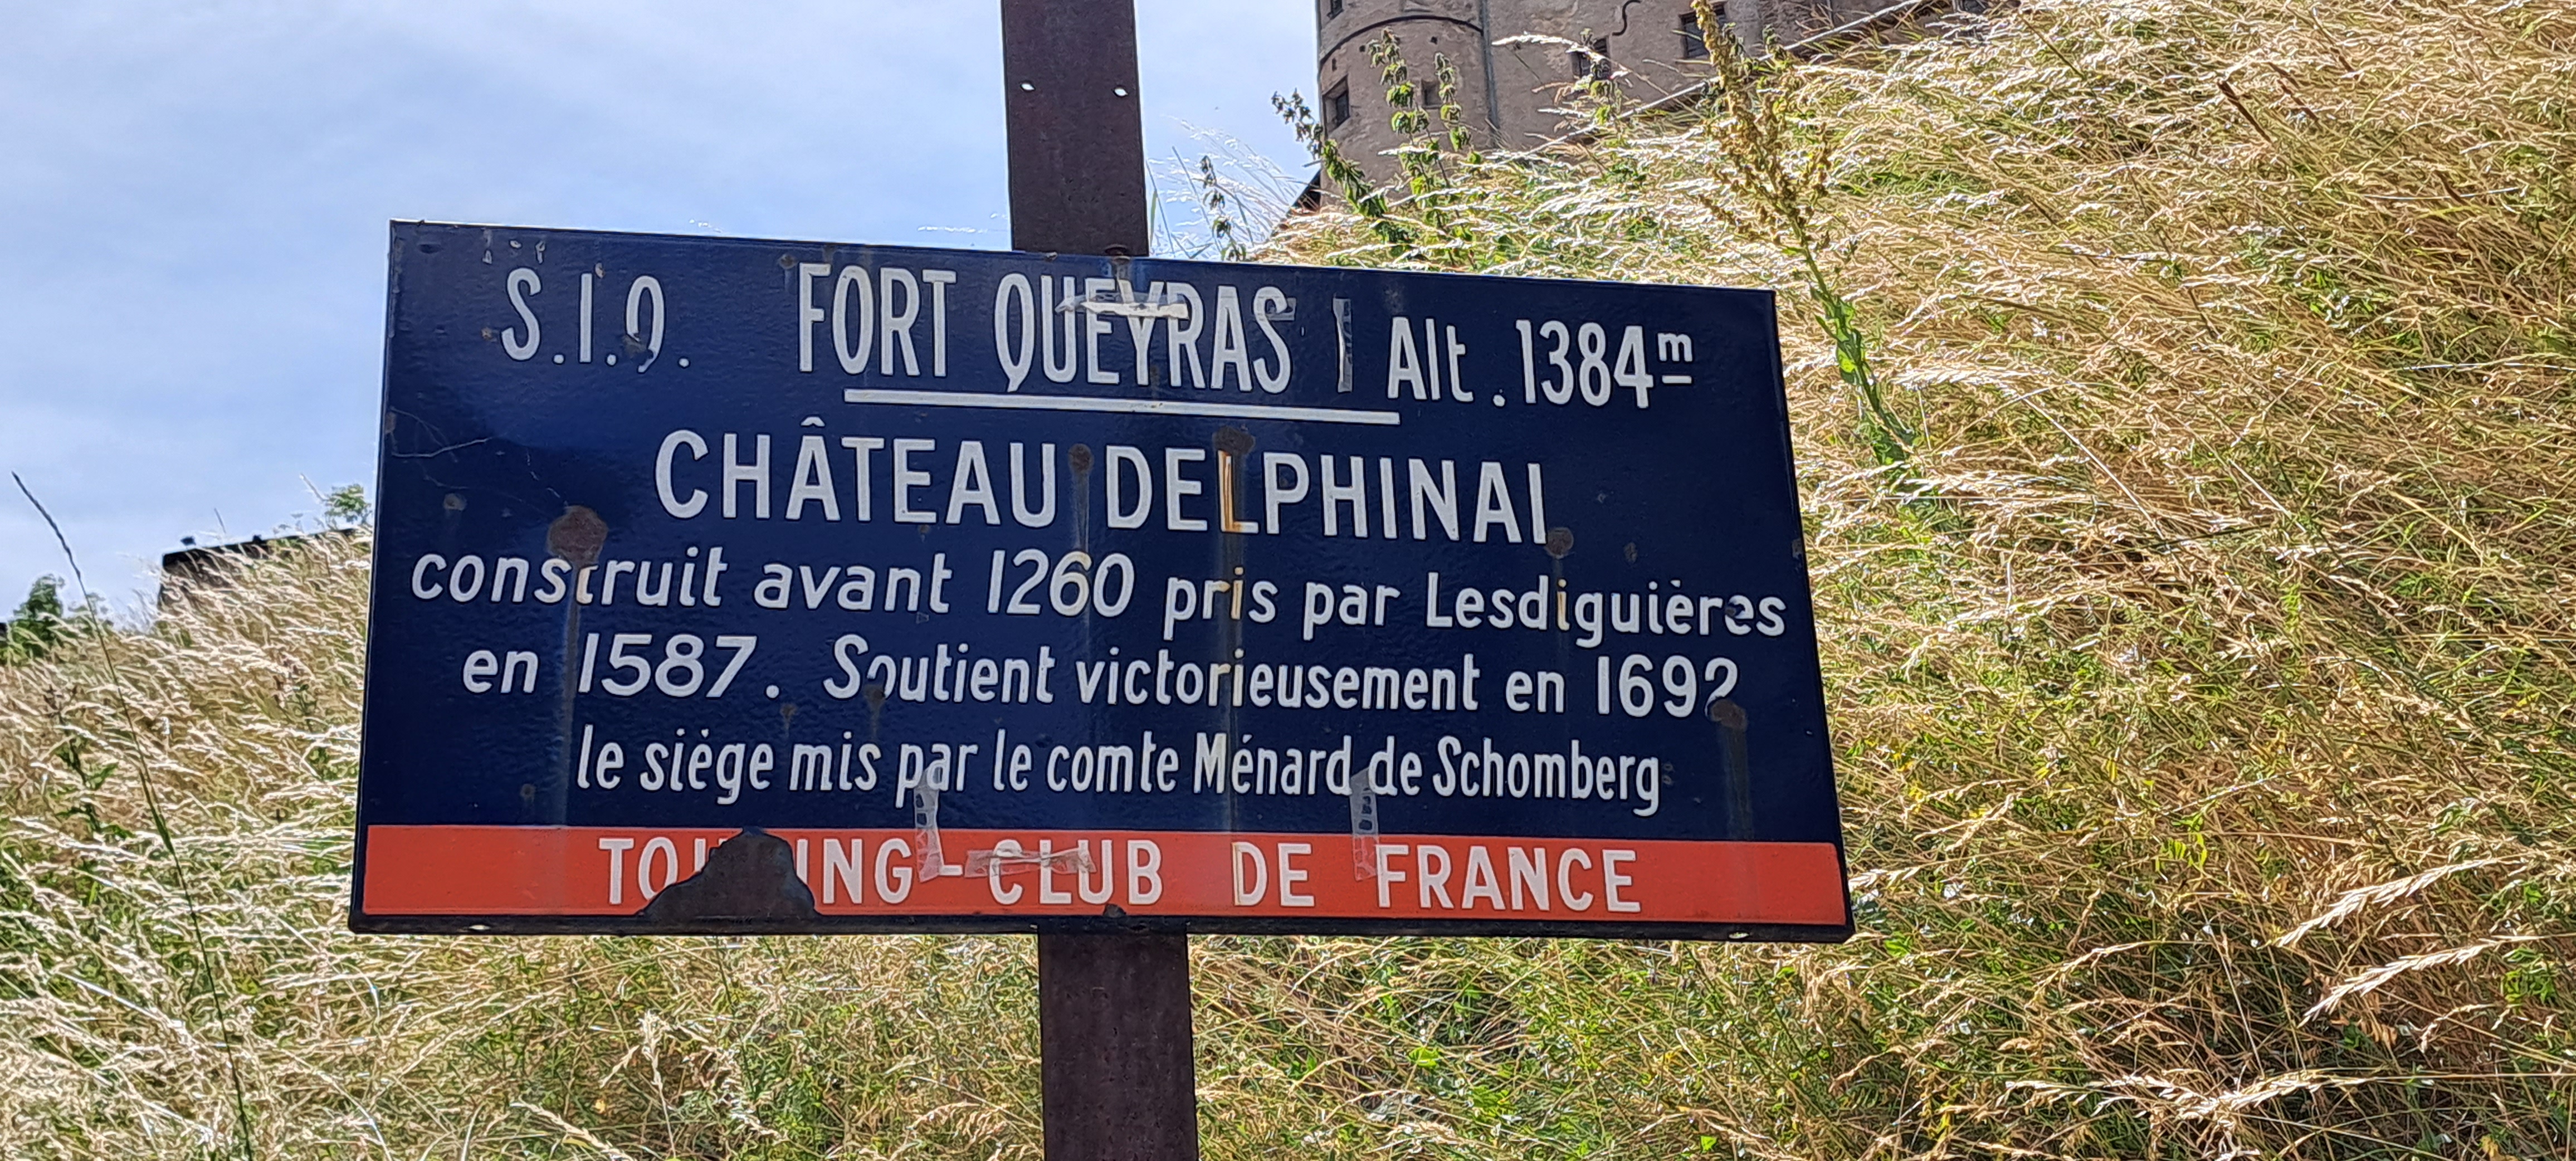 S.I.Q. FORT QUEYRAS Alt. 1384m
CHÂTEAU DELPHINAL
construit avant 1260 pris par Lesdiguières
en 1587. Soutient victorieusement en 1692
le siège mis par le comte Ménard de Schomberg
TOURING-CLUB DE FRANCE